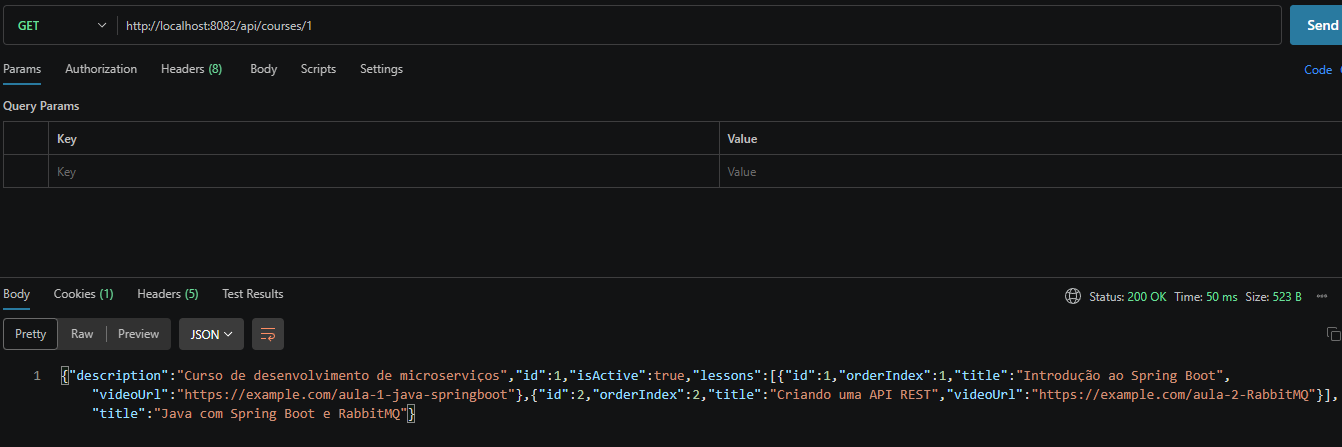 GET http://localhost:8082/api/courses/1 Send
Params Authorization Headers (8) Body Scripts Settings Code
Query Params
Key Value
Key Value
Body Cookies (1) Headers (5) Test Results Status: 200 OK Time: 50 ms Size: 523 B
Pretty Raw Preview JSON
1 {"description":"Curso de desenvolvimento de microserviços","id":1,"isActive":true,"lessons":[{"id":1,"orderIndex":1,"title":"Introdução ao Spring Boot",
"videoUrl":"https://example.com/aula-1-java-springboot"},{"id":2,"orderIndex":2,"title":"Criando uma API REST","videoUrl":"https://example.com/aula-2-RabbitMQ"}],
"title":"Java com Spring Boot e RabbitMQ"}